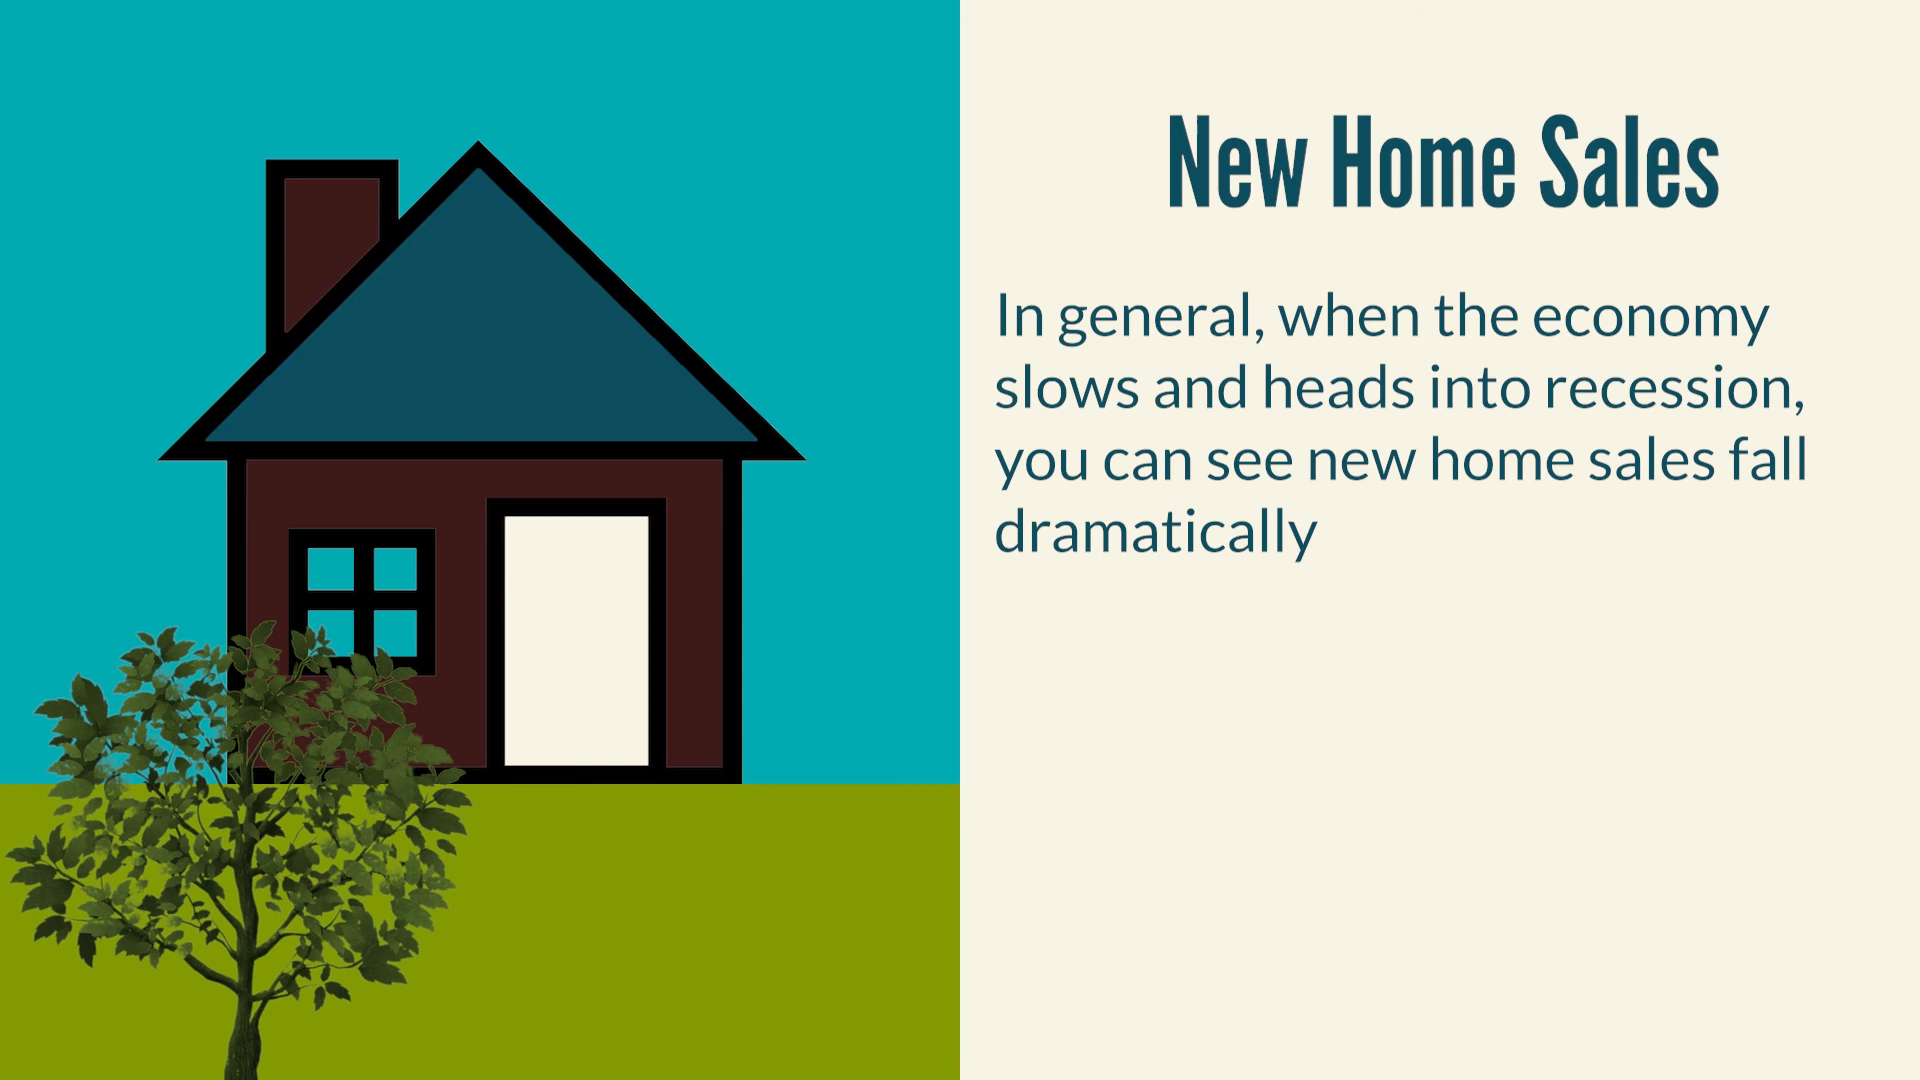 New Home Sales
In general, when the economy
slows and heads into recession,
you can see new home sales fall
dramatically